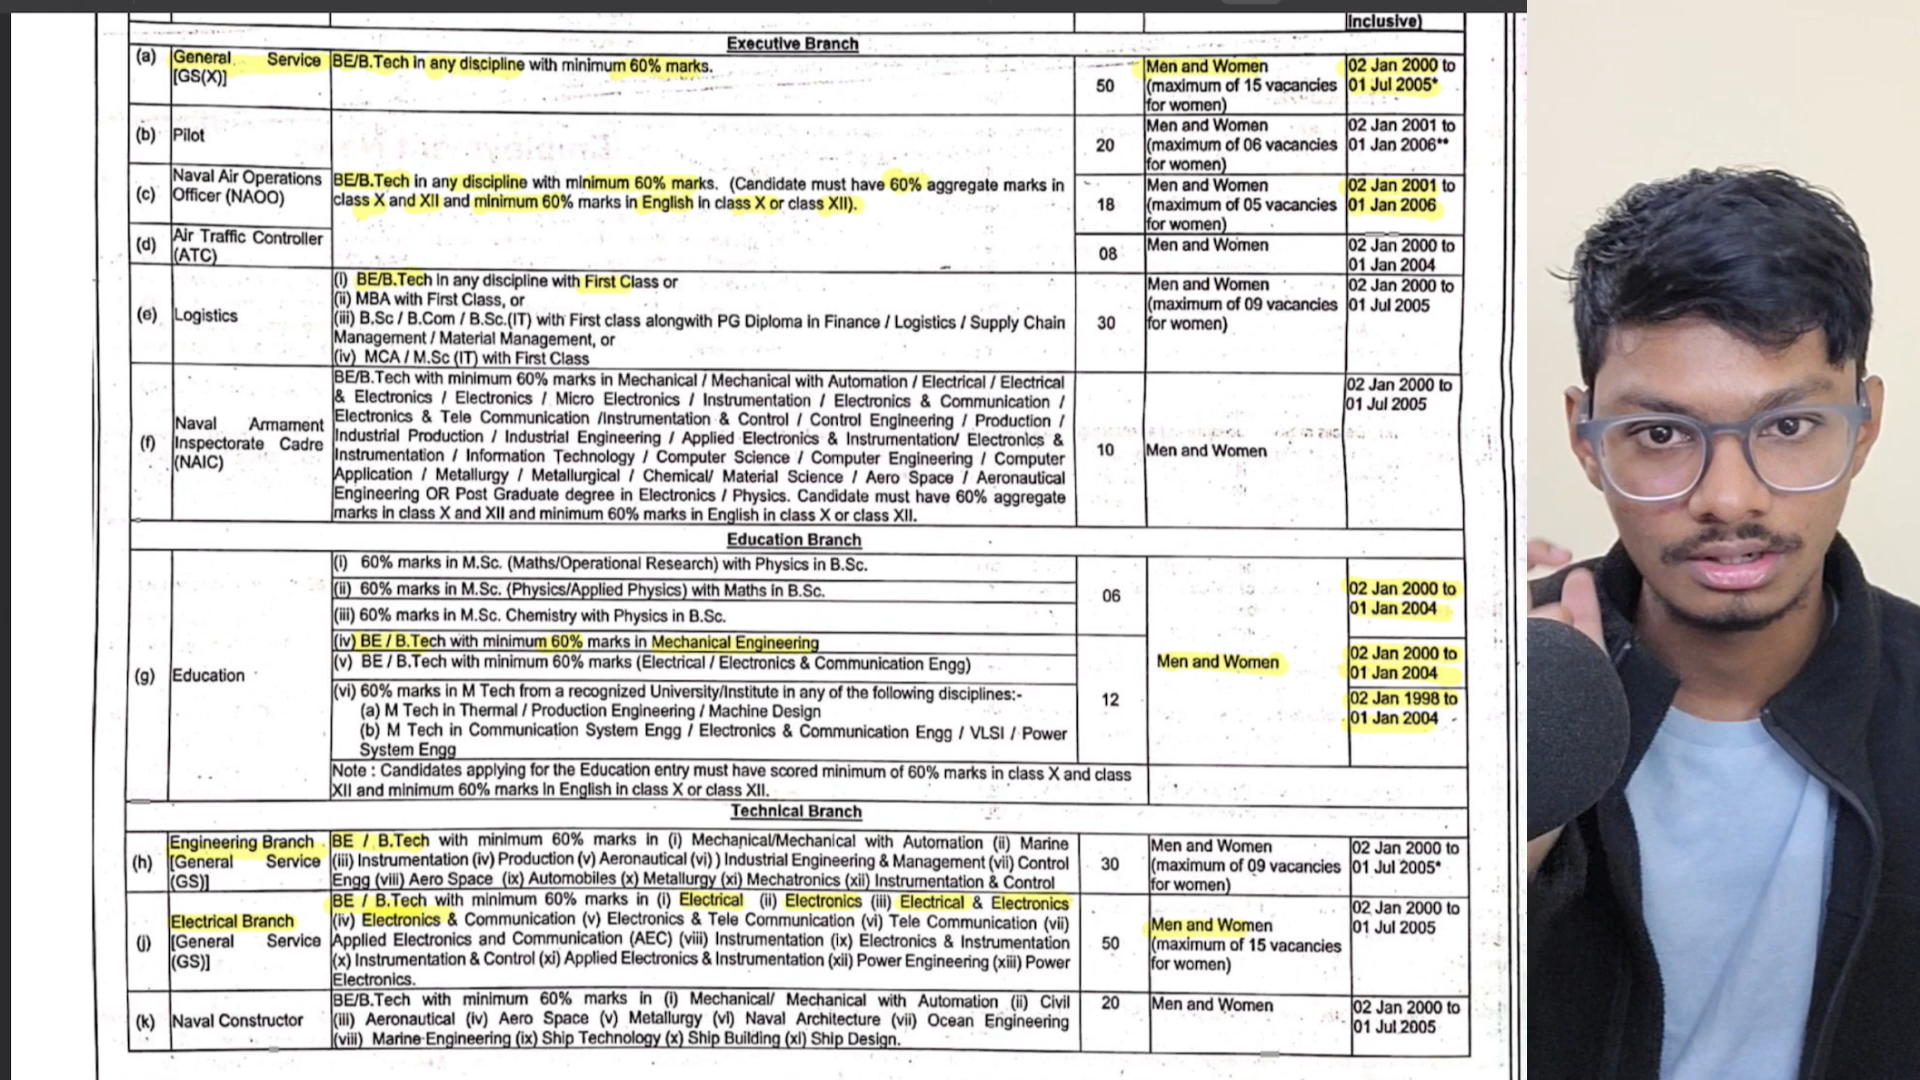 Inclusive)
Executive Branch
(a) General Service BE/B.Tech in any discipline with minimum 60% marks. 50 Men and Women 02 Jan 2000 to
[GS(X)] (maximum of 15 vacancies 01 Jul 2005*
for women)
(b) Pilot 20 Men and Women 02 Jan 2001 to
(maximum of 06 vacancies 01 Jan 2006**
for women)
(c) Naval Air Operations BE/B.Tech in any discipline with minimum 60% marks. (Candidate must have 60% aggregate marks in 18 Men and Women 02 Jan 2001 to
Officer (NAOO) class X and XII and minimum 60% marks in English in class X or class XII). (maximum of 05 vacancies 01 Jan 2006
for women)
(d) Air Traffic Controller 08 Men and Women 02 Jan 2000 to
(ATC) 01 Jan 2004
(e) Logistics (i) BE/B.Tech in any discipline with First Class or 30 Men and Women 02 Jan 2000 to
(ii) MBA with First Class, or (maximum of 09 vacancies 01 Jul 2005
(iii) B.Sc / B.Com / B.Sc.(IT) with First class alongwith PG Diploma in Finance / Logistics / Supply Chain for women)
Management / Material Management, or
(iv) MCA / M.Sc (IT) with First Class
(f) Naval Armament BE/B.Tech with minimum 60% marks in Mechanical / Mechanical with Automation / Electrical / Electrical 10 Men and Women 02 Jan 2000 to
Inspectorate Cadre & Electronics / Electronics / Micro Electronics / Instrumentation / Electronics & Communication / 01 Jul 2005
(NAIC) Electronics & Tele Communication /Instrumentation & Control / Control Engineering / Production /
Industrial Production / Industrial Engineering / Applied Electronics & Instrumentation/ Electronics &
Instrumentation / Information Technology / Computer Science / Computer Engineering / Computer
Application / Metallurgy / Metallurgical / Chemical/ Material Science / Aero Space / Aeronautical
Engineering OR Post Graduate degree in Electronics / Physics. Candidate must have 60% aggregate
marks in class X and XII and minimum 60% marks in English in class X or class XII.
Education Branch
(g) Education (i) 60% marks in M.Sc. (Maths/Operational Research) with Physics in B.Sc. 06 Men and Women 02 Jan 2000 to
(ii) 60% marks in M.Sc. (Physics/Applied Physics) with Maths in B.Sc. 01 Jan 2004
(iii) 60% marks in M.Sc. Chemistry with Physics in B.Sc.
(iv) BE / B.Tech with minimum 60% marks in Mechanical Engineering 12 02 Jan 2000 to
(v) BE / B.Tech with minimum 60% marks (Electrical / Electronics & Communication Engg) 01 Jan 2004
(vi) 60% marks in M Tech from a recognized University/Institute in any of the following disciplines:- 02 Jan 1998 to
(a) M Tech in Thermal / Production Engineering / Machine Design 01 Jan 2004
(b) M Tech in Communication System Engg / Electronics & Communication Engg / VLSI / Power
System Engg
Note : Candidates applying for the Education entry must have scored minimum of 60% marks in class X and class
XII and minimum 60% marks in English in class X or class XII.
Technical Branch
(h) Engineering Branch BE / B.Tech with minimum 60% marks in (i) Mechanical/Mechanical with Automation (ii) Marine 30 Men and Women 02 Jan 2000 to
[General Service (iii) Instrumentation (iv) Production (v) Aeronautical (vi) ) Industrial Engineering & Management (vii) Control (maximum of 09 vacancies 01 Jul 2005*
(GS)] Engg (viii) Aero Space (ix) Automobiles (x) Metallurgy (xi) Mechatronics (xii) Instrumentation & Control for women)
(j) Electrical Branch BE / B.Tech with minimum 60% marks in (i) Electrical (ii) Electronics (iii) Electrical & Electronics 50 Men and Women 02 Jan 2000 to
[General Service (iv) Electronics & Communication (v) Electronics & Tele Communication (vi) Tele Communication (vii) (maximum of 15 vacancies 01 Jul 2005
(GS)] Applied Electronics and Communication (AEC) (viii) Instrumentation (ix) Electronics & Instrumentation for women)
(x) Instrumentation & Control (xi) Applied Electronics & Instrumentation (xii) Power Engineering (xiii) Power
Electronics.
(k) Naval Constructor BE/B.Tech with minimum 60% marks in (i) Mechanical/ Mechanical with Automation (ii) Civil 20 Men and Women 02 Jan 2000 to
(iii) Aeronautical (iv) Aero Space (v) Metallurgy (vi) Naval Architecture (vii) Ocean Engineering 01 Jul 2005
(viii) Marine Engineering (ix) Ship Technology (x) Ship Building (xi) Ship Design.